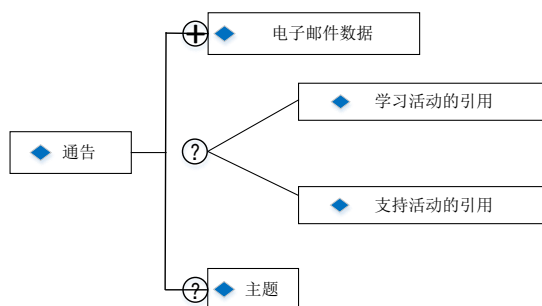 电子邮件数据
学习活动的引用
?
通告
支持活动的引用
?
主题